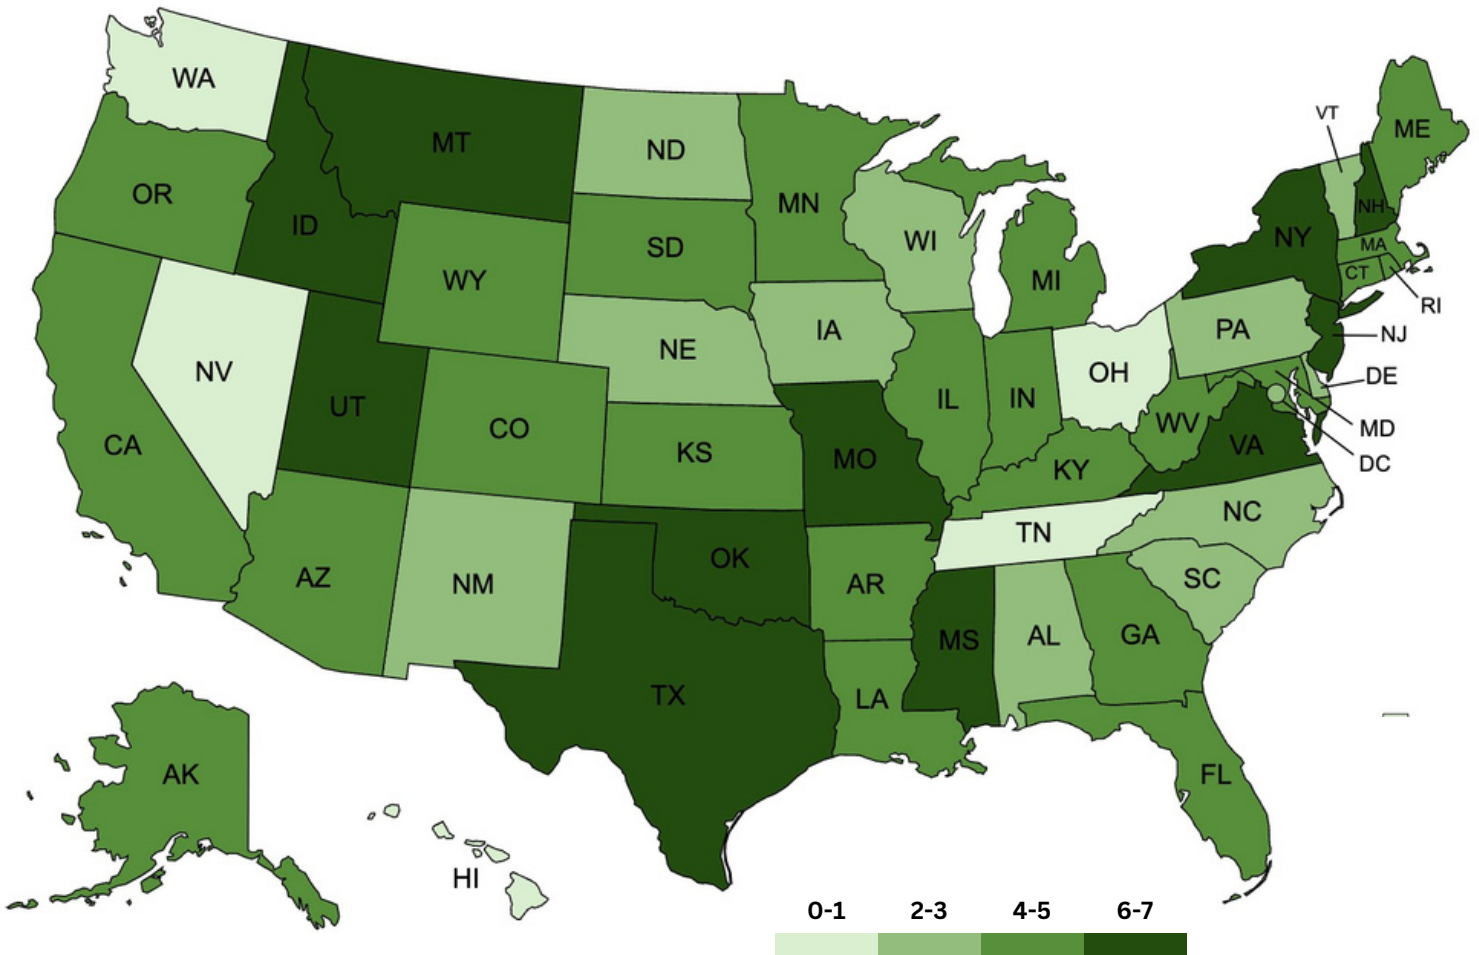 WA
MT
ND
MN
VT
ME
OR
ID
NH
SD
WI
NY
MA
WY
MI
CT
RI
IA
PA
NJ
NE
NV
OH
DE
UT
IL
IN
CO
WV
MD
CA
KS
MO
KY
VA
DC
NC
TN
OK
AZ
NM
AR
SC
MS
AL
GA
TX
LA
AK
FL
HI
0-1 2-3 4-5 6-7